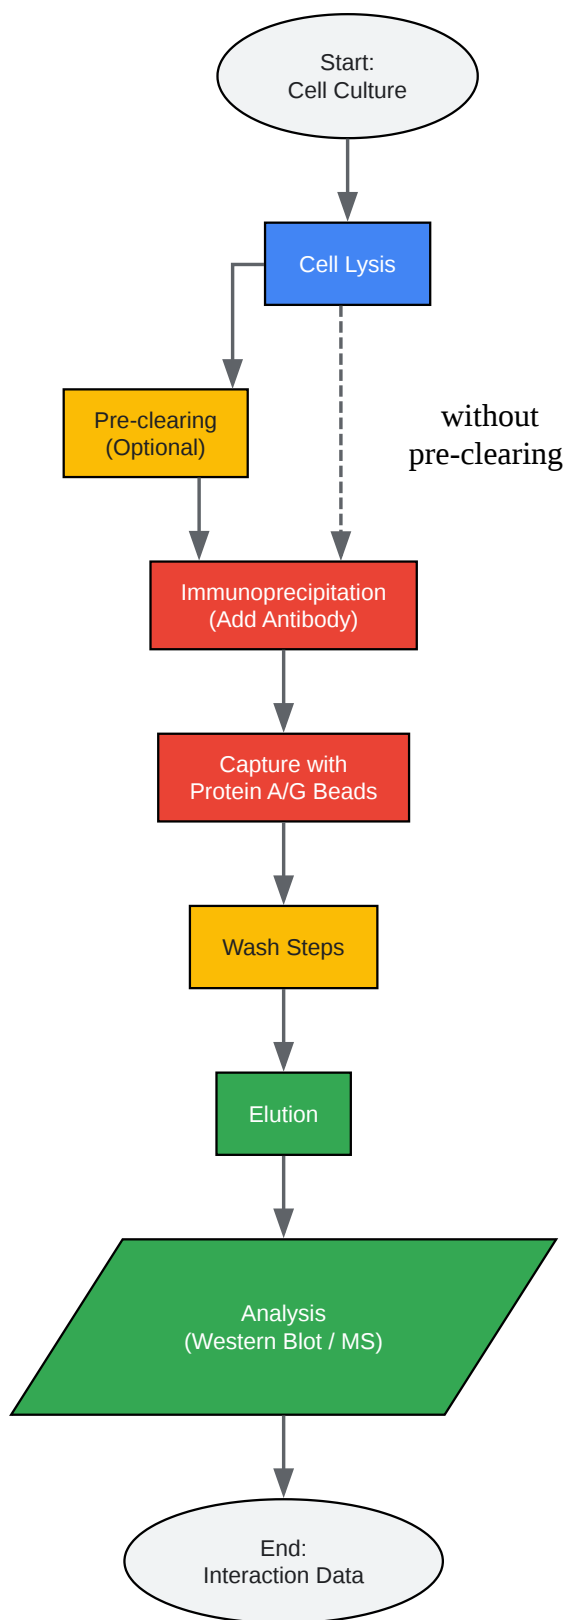 Start:
Cell Culture
Cell Lysis
Pre-clearing
(Optional)
without
pre-clearing
Immunoprecipitation
(Add Antibody)
Capture with
Protein A/G Beads
Wash Steps
Elution
Analysis
(Western Blot / MS)
End:
Interaction Data